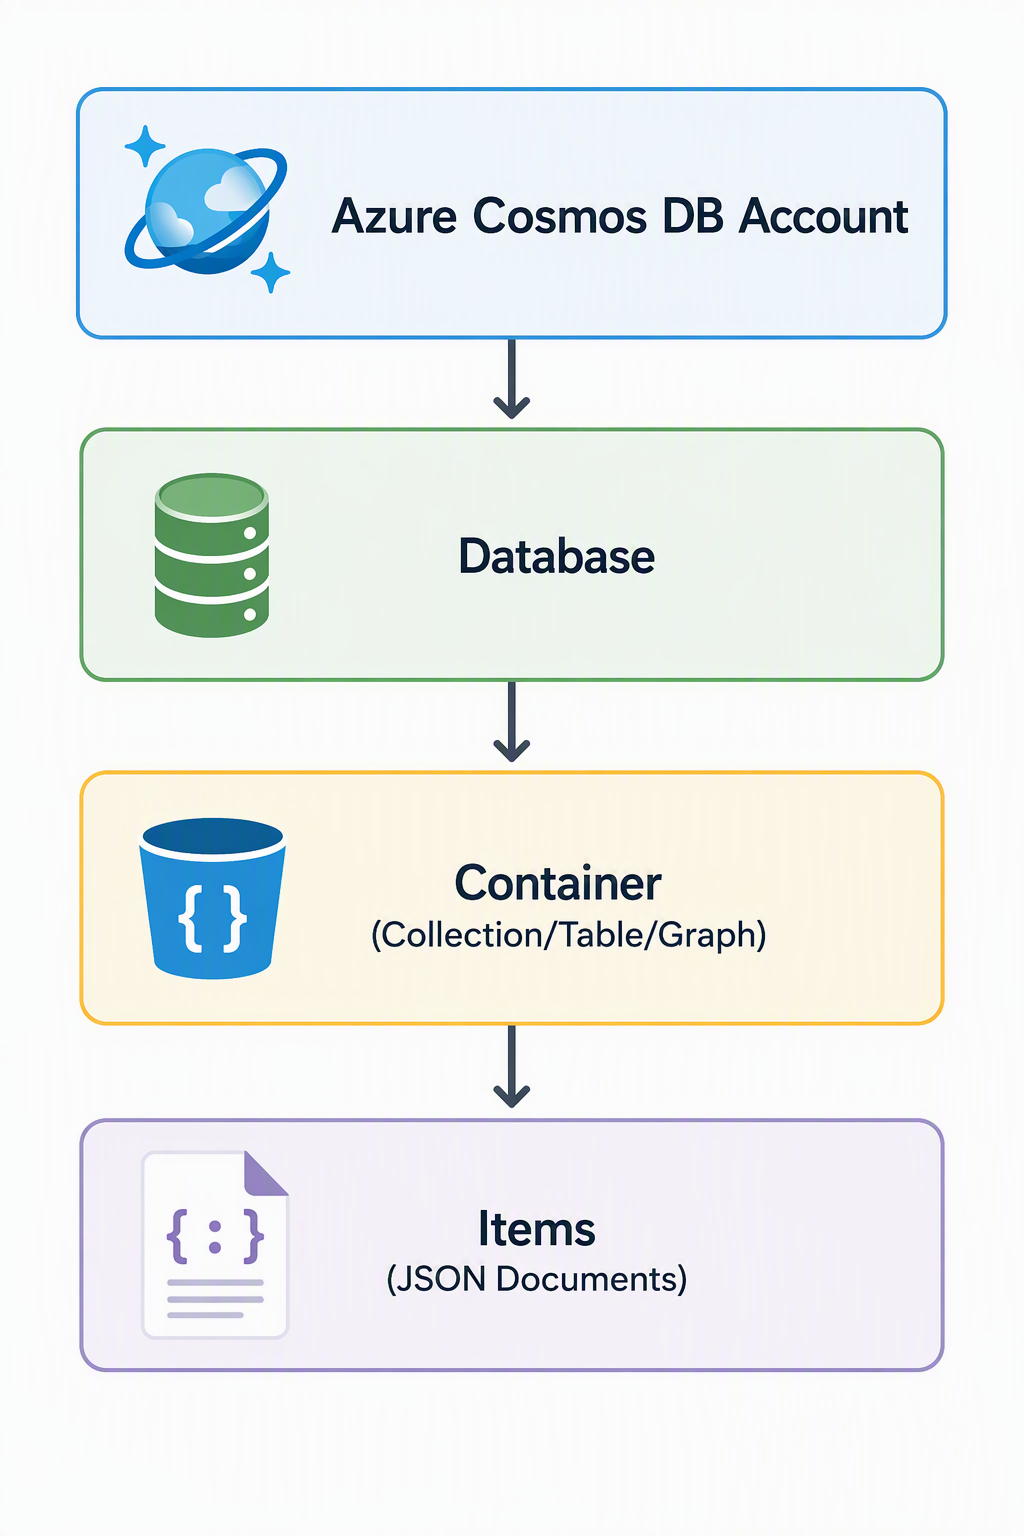 Azure Cosmos DB Account
Database
{ }
Container
(Collection/Table/Graph)
{ : }
Items
(JSON Documents)